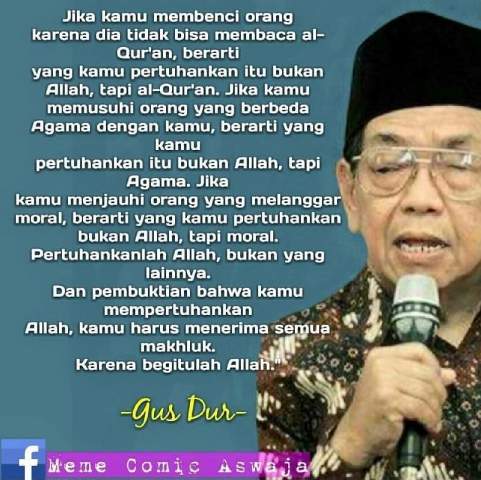 Jika kamu membenci orang
karena dia tidak bisa membaca al-
Qur'an, berarti
yang kamu pertuhankan itu bukan
Allah, tapi al-Qur'an. Jika kamu
memusuhi orang yang berbeda
Agama dengan kamu, berarti yang
kamu
pertuhankan itu bukan Allah, tapi
Agama. Jika
kamu menjauhi orang yang melanggar
moral, berarti yang kamu pertuhankan
bukan Allah, tapi moral.
Pertuhankanlah Allah, bukan yang
lainnya.
Dan pembuktian bahwa kamu
mempertuhankan
Allah, kamu harus menerima semua
makhluk.
Karena begitulah Allah."
-Gus Dur-
f Meme Comic Aswaja